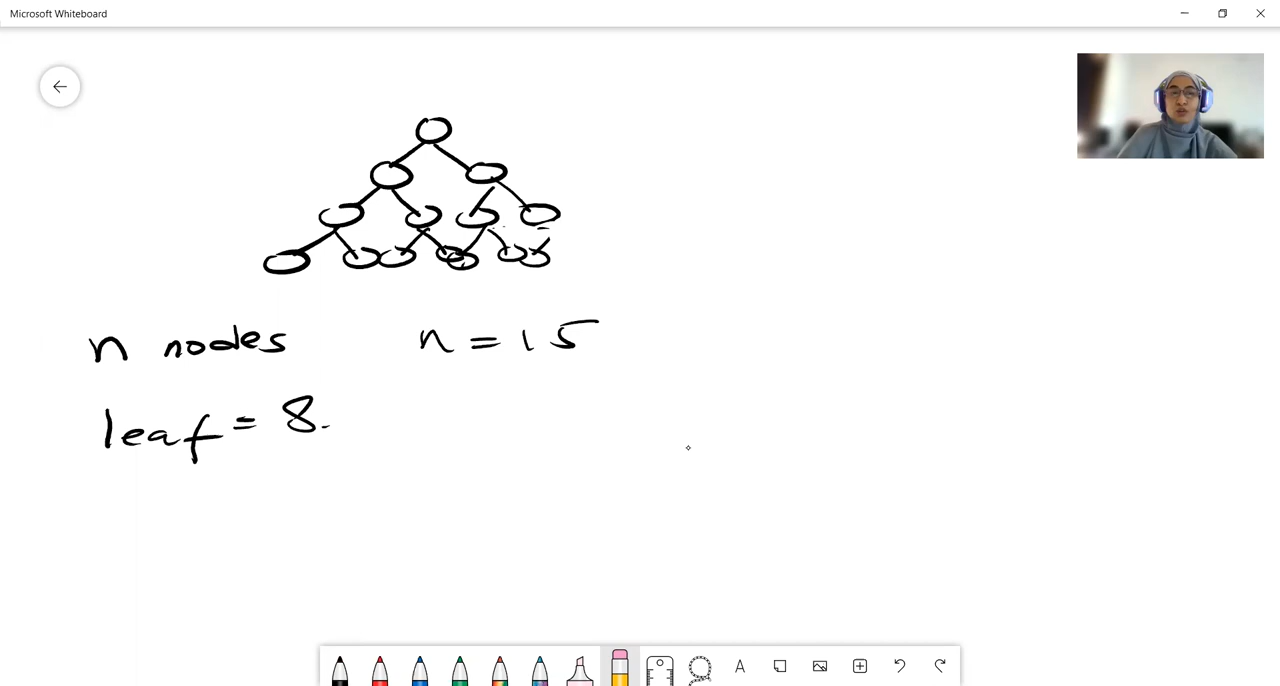 Microsoft Whiteboard
n nodes n = 15
leaf = 8.
A